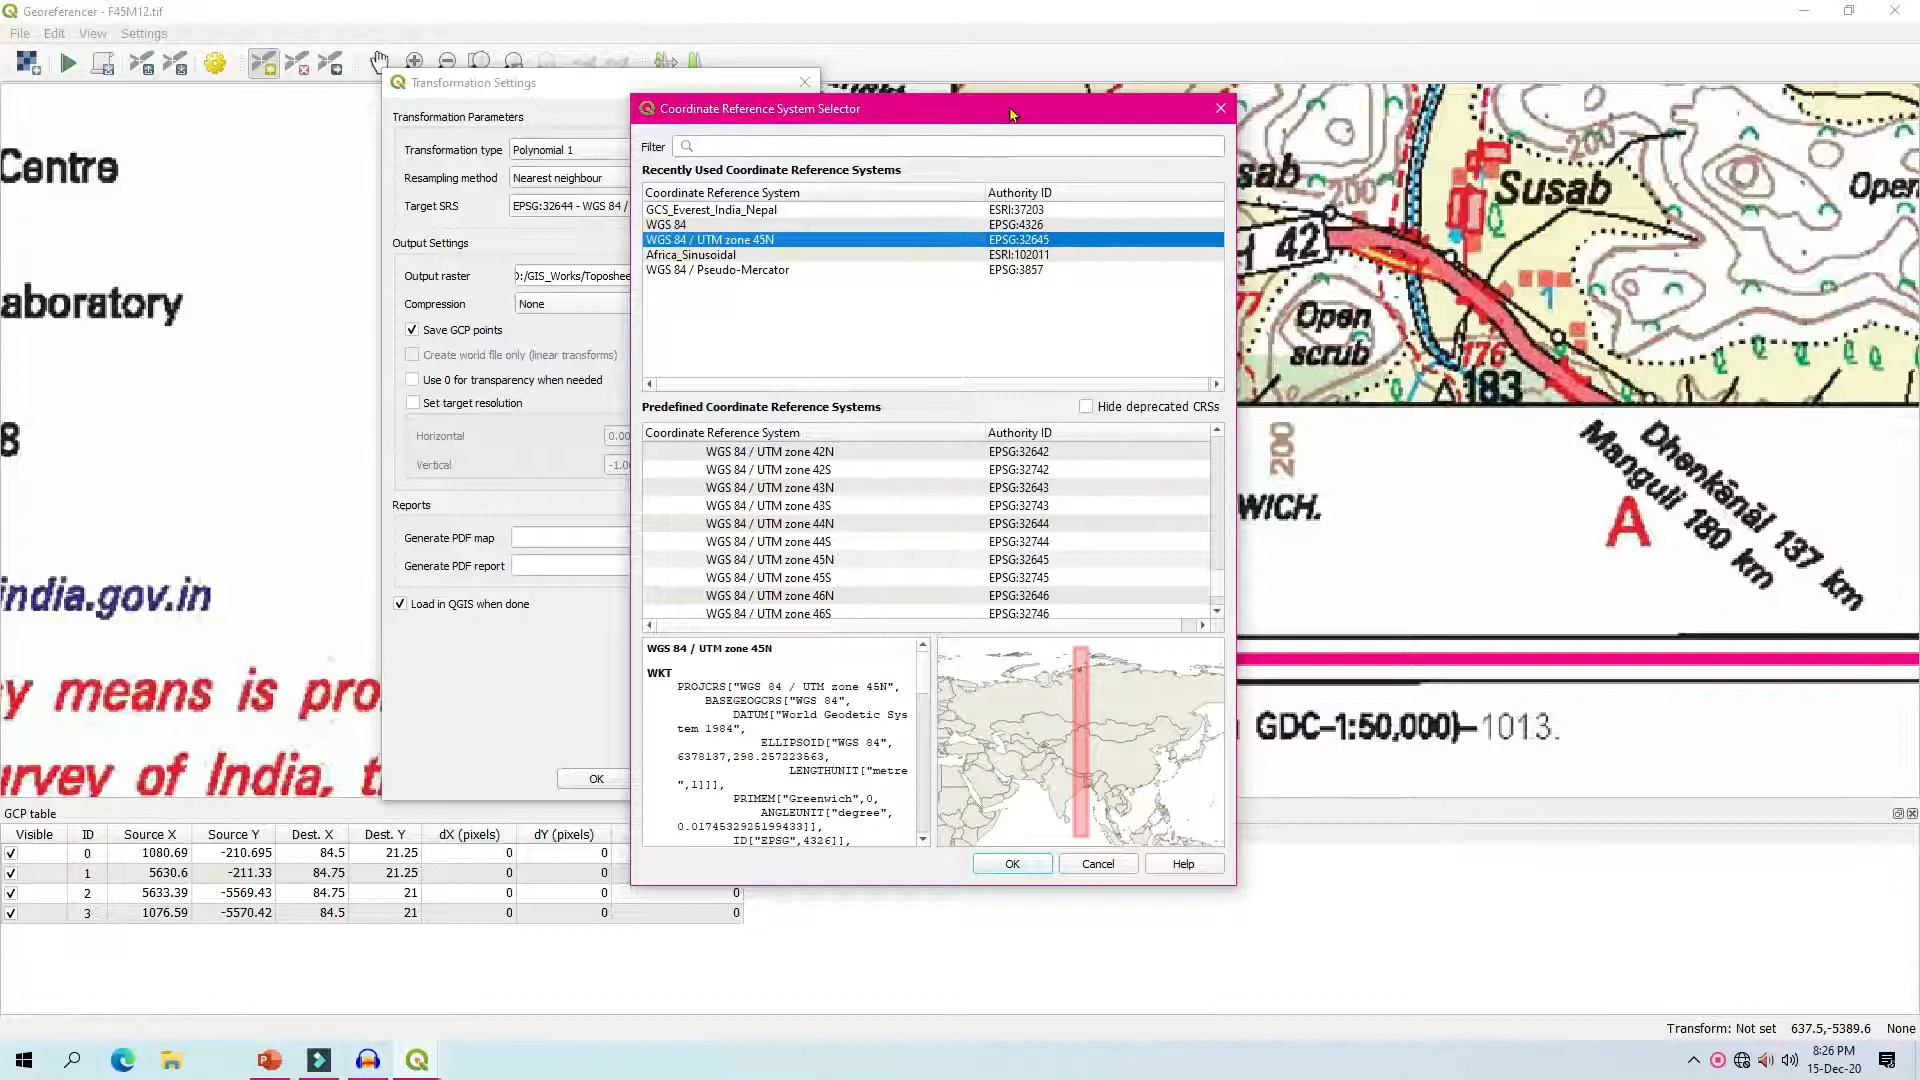 Georeferencer - F45M12.tif
File Edit View Settings
Transformation Settings
Transformation Parameters
Transformation type Polynomial 1
Resampling method Nearest neighbour
Target SRS EPSG:32644 - WGS 84 /
Output Settings
Output raster D:/GIS_Works/Toposhee
Compression None
Save GCP points
Create world file only (linear transforms)
Use 0 for transparency when needed
Set target resolution
Horizontal 0.00
Vertical -1.00
Reports
Generate PDF map
Generate PDF report
Load in QGIS when done
OK
Coordinate Reference System Selector
Filter
Recently Used Coordinate Reference Systems
Coordinate Reference System Authority ID
GCS_Everest_India_Nepal ESRI:37203
WGS 84 EPSG:4326
WGS 84 / UTM zone 45N EPSG:32645
Africa_Sinusoidal ESRI:102011
WGS 84 / Pseudo-Mercator EPSG:3857
Predefined Coordinate Reference Systems Hide deprecated CRSs
Coordinate Reference System Authority ID
WGS 84 / UTM zone 42N EPSG:32642
WGS 84 / UTM zone 42S EPSG:32742
WGS 84 / UTM zone 43N EPSG:32643
WGS 84 / UTM zone 43S EPSG:32743
WGS 84 / UTM zone 44N EPSG:32644
WGS 84 / UTM zone 44S EPSG:32744
WGS 84 / UTM zone 45N EPSG:32645
WGS 84 / UTM zone 45S EPSG:32745
WGS 84 / UTM zone 46N EPSG:32646
WGS 84 / UTM zone 46S EPSG:32746
WGS 84 / UTM zone 45N
WKT
PROJCRS["WGS 84 / UTM zone 45N",
BASEGEOGCRS["WGS 84",
DATUM["World Geodetic Sys
tem 1984",
ELLIPSOID["WGS 84",
6378137,298.257223563,
LENGTHUNIT["metre
",1]]],
PRIMEM["Greenwich",0,
ANGLEUNIT["degree",
0.0174532925199433]],
ID["EPSG",4326]],
OK Cancel Help
Centre
aboratory
8
india.gov.in
y means is pro
urvey of India, t
sab
200
200
Susab
Open
42
Open
scrub
176
183
200
WICH.
A
Dhenkānāl 137 km
Manguli 180 km
GDC–1:50,000)–1013.
GCP table
Visible ID Source X Source Y Dest. X Dest. Y dX (pixels) dY (pixels)
0 1080.69 -210.695 84.5 21.25 0 0
1 5630.6 -211.33 84.75 21.25 0 0
2 5633.39 -5569.43 84.75 21 0 0 0
3 1076.59 -5570.42 84.5 21 0 0 0
Transform: Not set 637.5,-5389.6 None
8:26 PM
15-Dec-20